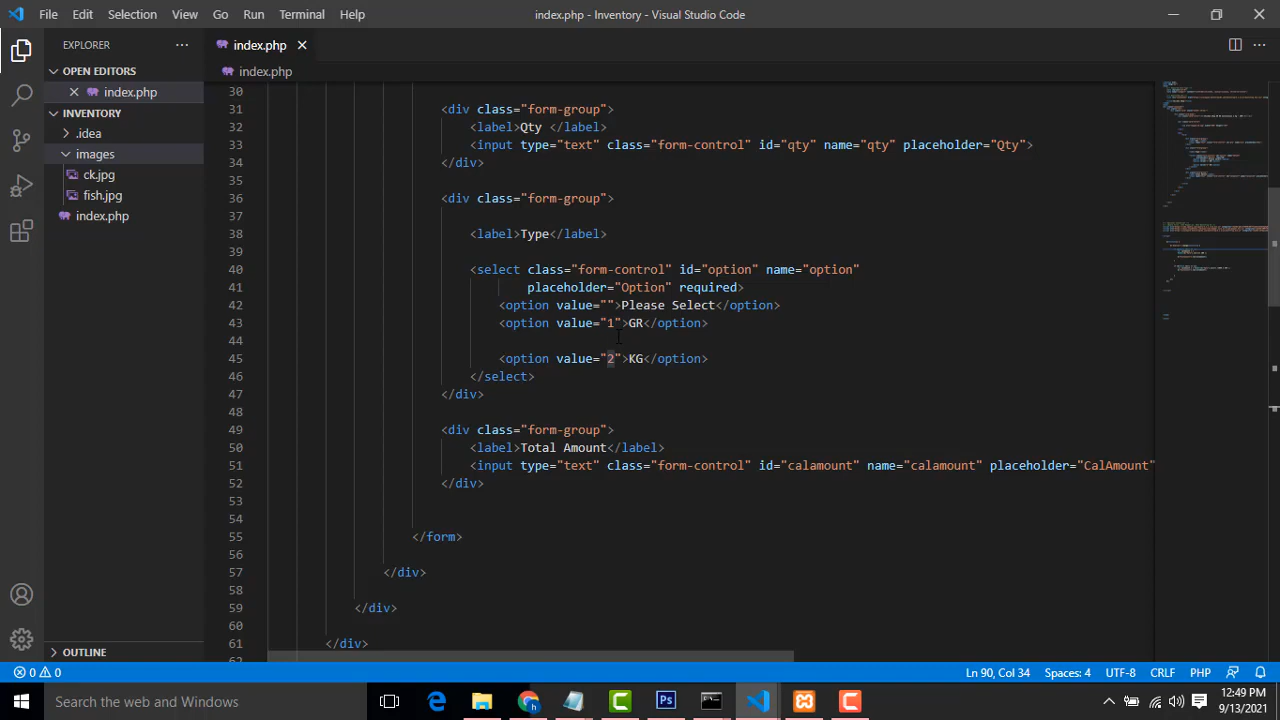 File Edit Selection View Go Run Terminal Help
index.php - Inventory - Visual Studio Code
EXPLORER
OPEN EDITORS
index.php
INVENTORY
.idea
images
ck.jpg
fish.jpg
index.php
OUTLINE
index.php
index.php
30
31 <div class="form-group">
32 <label>Qty </label>
33 <input type="text" class="form-control" id="qty" name="qty" placeholder="Qty">
34 </div>
35
36 <div class="form-group">
37
38 <label>Type</label>
39
40 <select class="form-control" id="option" name="option"
41 placeholder="Option" required>
42 <option value="">Please Select</option>
43 <option value="1">GR</option>
44
45 <option value="2">KG</option>
46 </select>
47 </div>
48
49 <div class="form-group">
50 <label>Total Amount</label>
51 <input type="text" class="form-control" id="calamount" name="calamount" placeholder="CalAmount"
52 </div>
53
54
55 </form>
56
57 </div>
58
59 </div>
60
61 </div>
62
0 0
Ln 90, Col 34 Spaces: 4 UTF-8 CRLF PHP
Search the web and Windows
12:49 PM
9/13/2021